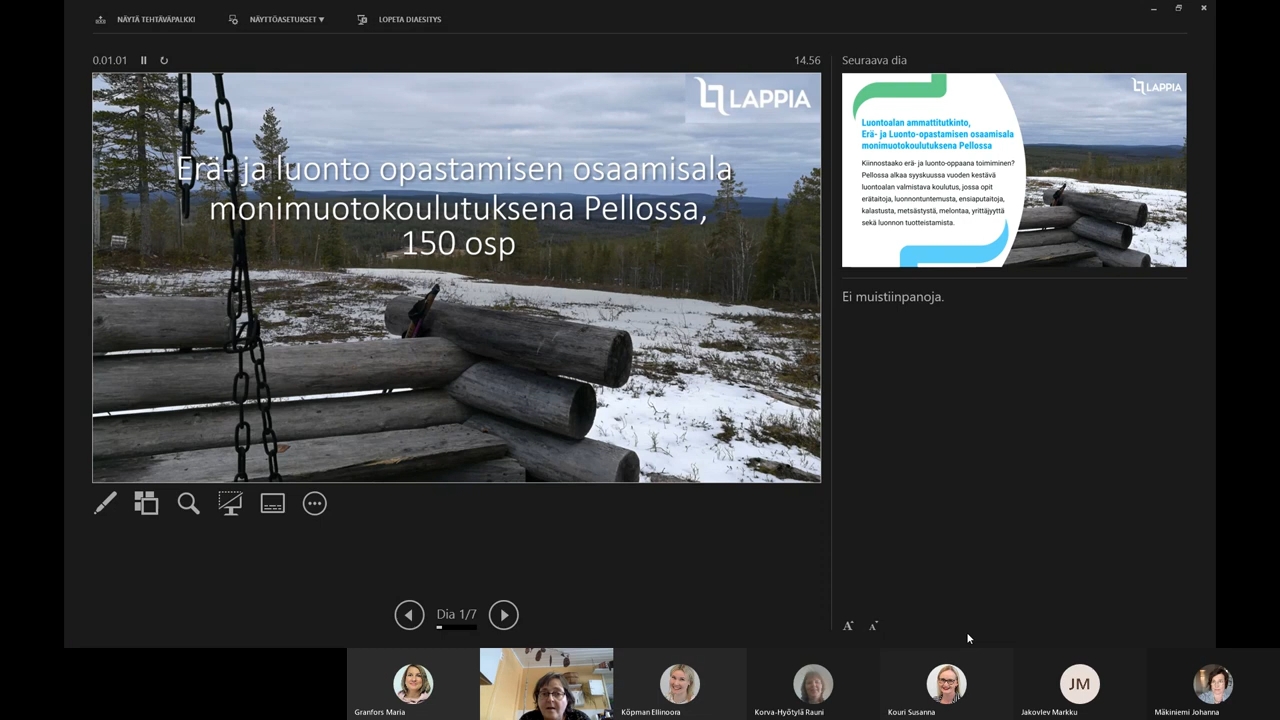 NÄYTÄ TEHTÄVÄPALKKI
NÄYTTÖASETUKSET ▼
LOPETA DIAESITYS
0.01.01
14.56
LAPPIA
Erä- ja luonto opastamisen osaamisala
monimuotokoulutuksena Pellossa,
150 osp
Dia 1/7
Seuraava dia
LAPPIA
Luontoalan ammattitutkinto,
Erä- ja Luonto-opastamisen osaamisala
monimuotokoulutuksena Pellossa
Kiinnostaako erä- ja luonto-oppaana toimiminen?
Pellossa alkaa syyskuussa vuoden kestävä
luontoalan valmistava koulutus, jossa opit
erätaitoja, luonnontuntemusta, ensiaputaitoja,
kalastusta, metsästystä, melontaa, yrittäjyyttä
sekä luonnon tuotteistamista.
Ei muistiinpanoja.
A A
Granfors Maria
Köpman Ellinoora
Korva-Hyötylä Rauni
Kouri Susanna
JM
Jakovlev Markku
Mäkiniemi Johanna